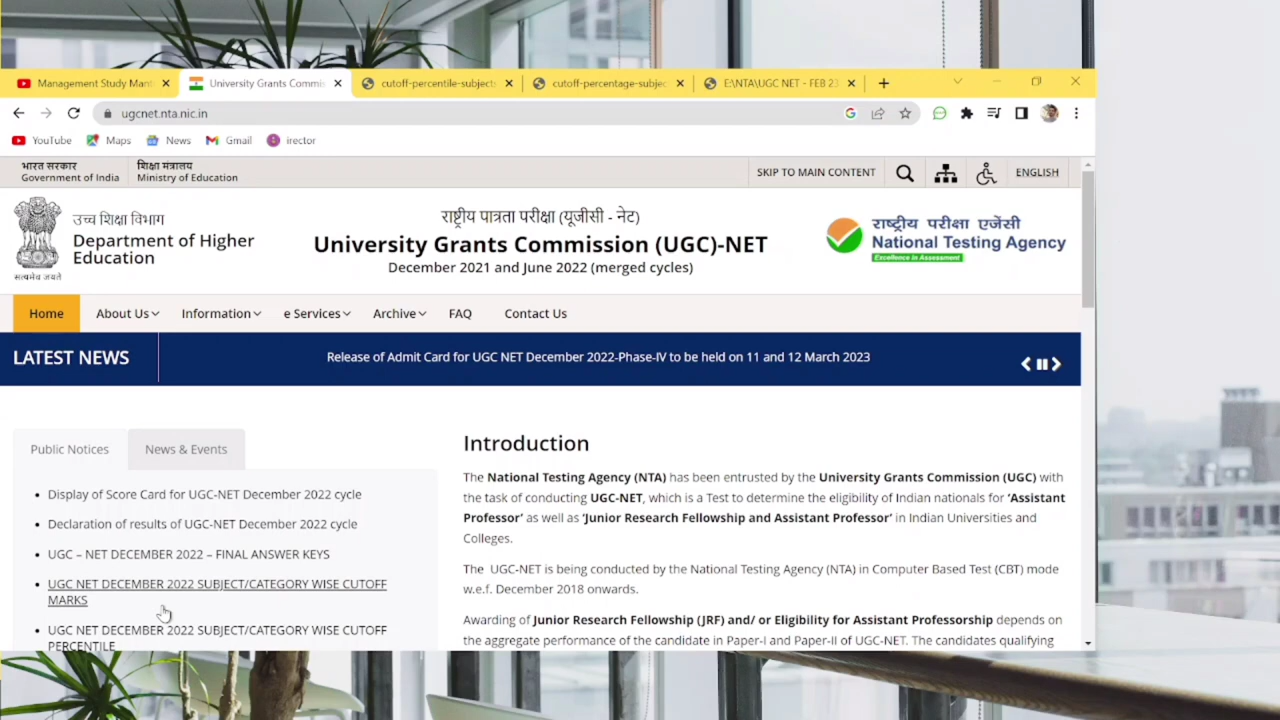 Management Study Mant
University Grants Commis
cutoff-percentile-subjects
cutoff-percentage-subjec
E:\NTA\UGC NET - FEB 23
ugcnet.nta.nic.in
YouTube
Maps
News
Gmail
irector
भारत सरकार
Government of India
शिक्षा मंत्रालय
Ministry of Education
SKIP TO MAIN CONTENT
ENGLISH
सत्यमेव जयते
उच्च शिक्षा विभाग
Department of Higher
Education
राष्ट्रीय पात्रता परीक्षा (यूजीसी - नेट)
University Grants Commission (UGC)-NET
December 2021 and June 2022 (merged cycles)
राष्ट्रीय परीक्षा एजेंसी
National Testing Agency
Excellence in Assessment
Home
About Us
Information
e Services
Archive
FAQ
Contact Us
LATEST NEWS
Release of Admit Card for UGC NET December 2022-Phase-IV to be held on 11 and 12 March 2023
Public Notices
News & Events
Display of Score Card for UGC-NET December 2022 cycle
Declaration of results of UGC-NET December 2022 cycle
UGC – NET DECEMBER 2022 – FINAL ANSWER KEYS
UGC NET DECEMBER 2022 SUBJECT/CATEGORY WISE CUTOFF
MARKS
UGC NET DECEMBER 2022 SUBJECT/CATEGORY WISE CUTOFF
PERCENTILE
Introduction
The National Testing Agency (NTA) has been entrusted by the University Grants Commission (UGC) with
the task of conducting UGC-NET, which is a Test to determine the eligibility of Indian nationals for ‘Assistant
Professor’ as well as ‘Junior Research Fellowship and Assistant Professor’ in Indian Universities and
Colleges.
The UGC-NET is being conducted by the National Testing Agency (NTA) in Computer Based Test (CBT) mode
w.e.f. December 2018 onwards.
Awarding of Junior Research Fellowship (JRF) and/ or Eligibility for Assistant Professorship depends on
the aggregate performance of the candidate in Paper-I and Paper-II of UGC-NET. The candidates qualifying